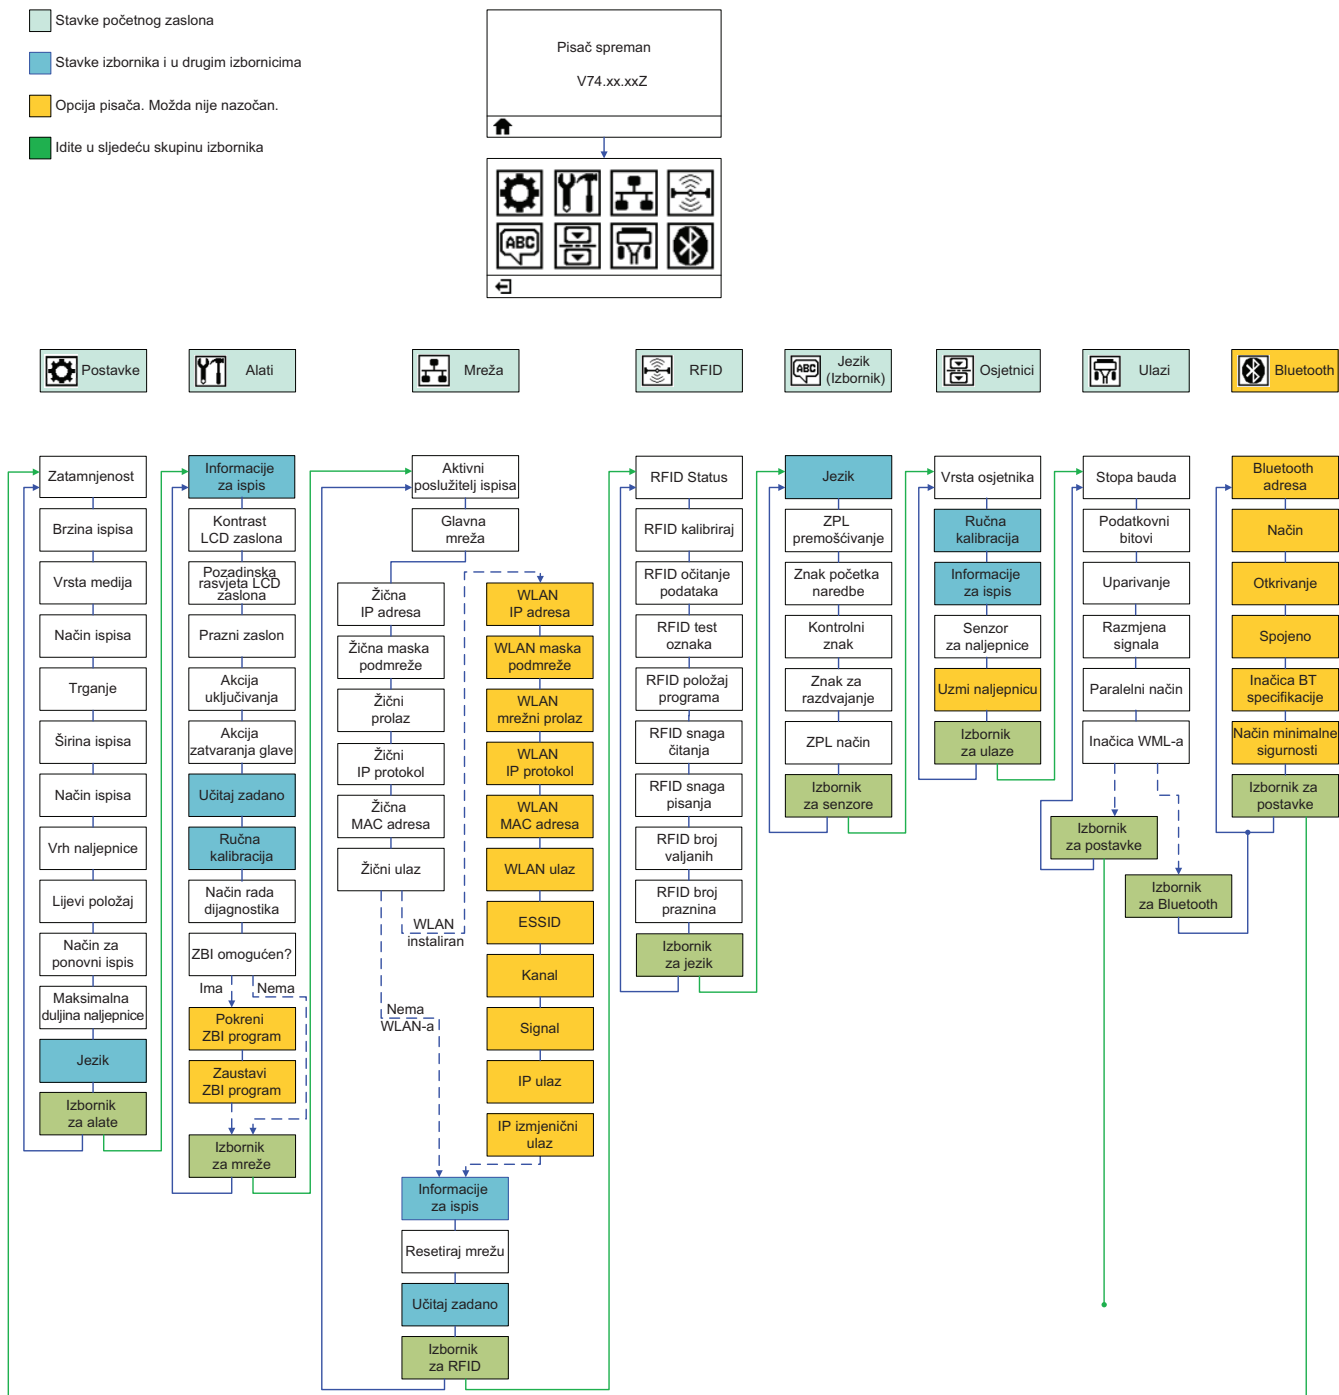 Stavke početnog zaslona
Stavke izbornika i u drugim izbornicima
Opcija pisača. Možda nije nazočan.
Idite u sljedeću skupinu izbornika
Pisač spreman
V74.xx.xxZ
ABC
Postavke
Alati
Mreža
RFID
ABC
Jezik
(Izbornik)
Osjetnici
Ulazi
Bluetooth
Zatamnjenost
Brzina ispisa
Vrsta medija
Način ispisa
Trganje
Širina ispisa
Način ispisa
Vrh naljepnice
Lijevi položaj
Način za
ponovni ispis
Maksimalna
duljina naljepnice
Jezik
Izbornik
za alate
Informacije
za ispis
Kontrast
LCD zaslona
Pozadinska
rasvjeta LCD
zaslona
Prazni zaslon
Akcija
uključivanja
Akcija
zatvaranja glave
Učitaj zadano
Ručna
kalibracija
Način rada
dijagnostika
ZBI omogućen?
Ima
Nema
Pokreni
ZBI program
Zaustavi
ZBI program
Izbornik
za mreže
Aktivni
poslužitelj ispisa
Glavna
mreža
Žična
IP adresa
Žična maska
podmreže
Žični
prolaz
Žični
IP protokol
Žična
MAC adresa
Žični ulaz
WLAN
instaliran
Nema
WLAN-a
WLAN
IP adresa
WLAN maska
podmreže
WLAN
mrežni prolaz
WLAN
IP protokol
WLAN
MAC adresa
WLAN ulaz
ESSID
Kanal
Signal
IP ulaz
IP izmjenični
ulaz
Informacije
za ispis
Resetiraj mrežu
Učitaj zadano
Izbornik
za RFID
RFID Status
RFID kalibriraj
RFID očitanje
podataka
RFID test
oznaka
RFID položaj
programa
RFID snaga
čitanja
RFID snaga
pisanja
RFID broj
valjanih
RFID broj
praznina
Izbornik
za jezik
Jezik
ZPL
premošćivanje
Znak početka
naredbe
Kontrolni
znak
Znak za
razdvajanje
ZPL način
Izbornik
za senzore
Vrsta osjetnika
Ručna
kalibracija
Informacije
za ispis
Senzor
za naljepnice
Uzmi naljepnicu
Izbornik
za ulaze
Stopa bauda
Podatkovni
bitovi
Uparivanje
Razmjena
signala
Paralelni način
Inačica WML-a
Izbornik
za postavke
Izbornik
za Bluetooth
Bluetooth
adresa
Način
Otkrivanje
Spojeno
Inačica BT
specifikacije
Način minimalne
sigurnosti
Izbornik za
postavke